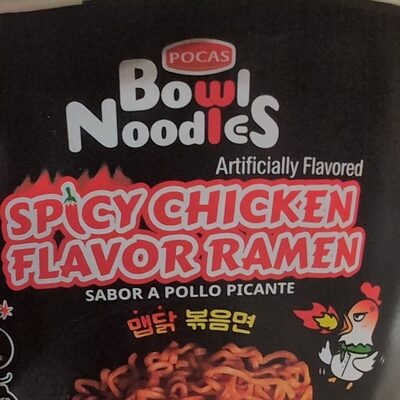 POCAS
Bowl
Noodles
Artificially Flavored
SPICY CHICKEN
FLAVOR RAMEN
SABOR A POLLO PICANTE
맵닭 볶음면